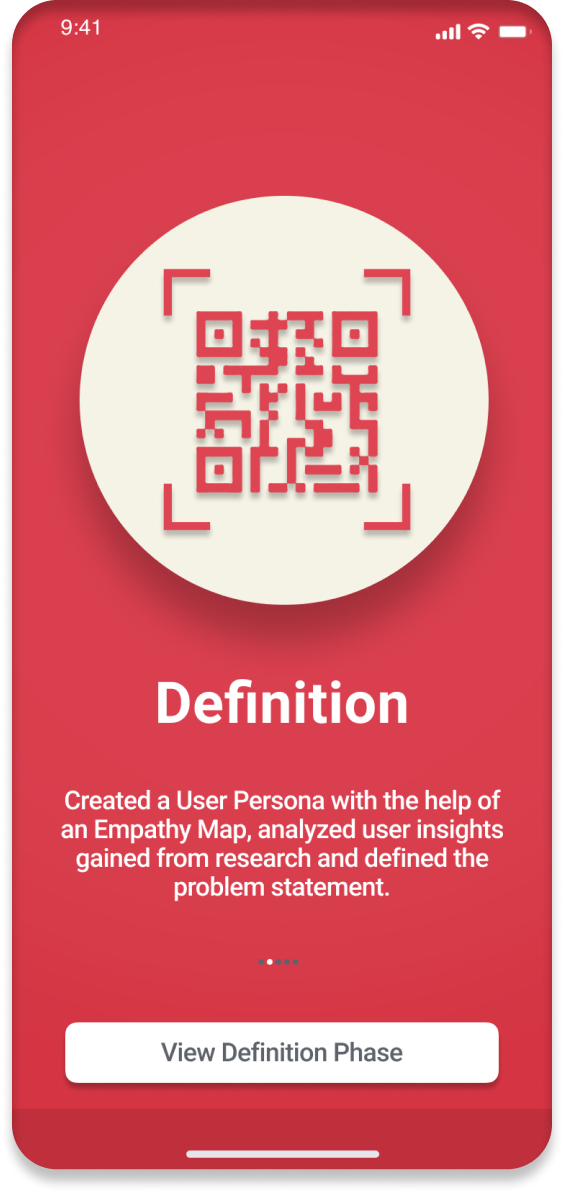 9:41
Definition
Created a User Persona with the help of
an Empathy Map, analyzed user insights
gained from research and defined the
problem statement.
View Definition Phase